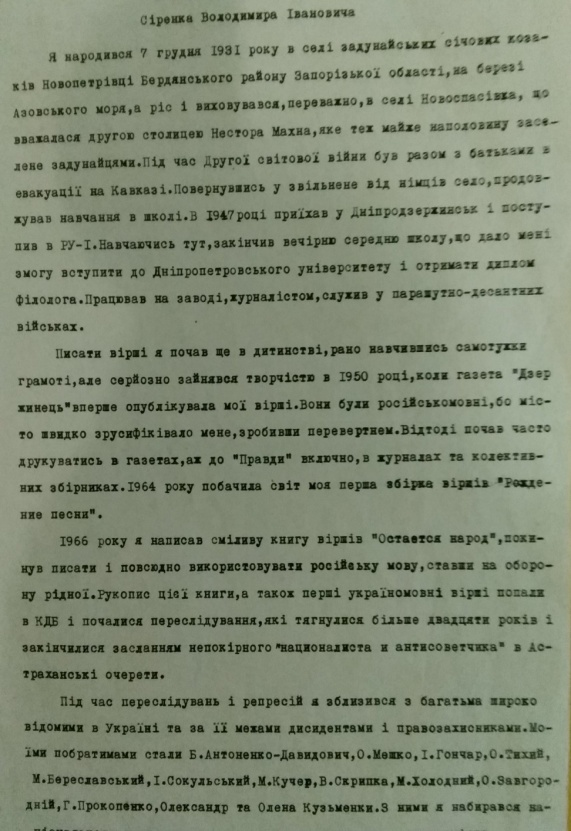 Сіренка Володимира Івановича
Я народився 7 грудня 1931 року в селі задунайських січових коза-
ків Новопетрівці Бердянського району Запорізької області,на березі
Азовського моря,а ріс і виховувався,переважно,в селі Новоспасівка, що
вважалася другою столицею Нестора Махна,яке теж майже наполовину засе-
лене задунайцями.Під час Другої світової війни був разом з батьками в
евакуації на Кавказі.Повернувшись у звільнене від німців село,продов-
жував навчання в школі.В 1947році приїхав у Дніпродзержинськ і посту-
пив в РУ-I.Навчаючись тут,закінчив вечірню середню школу,що дало мені
змогу вступити до Дніпропетровського університету і отримати диплом
філолога.Працював на заводі,журналістом,служив у парашутно-десантних
військах.
Писати вірші я почав ще в дитинстві,рано навчившись самотужки
грамоті,але серйозно зайнявся творчістю в 1950 році,коли газета "Дзер
жинець"вперше опублікувала мої вірші.Вони були російськомовні,бо міс-
то швидко зрусифіківало мене,зробивши перевертнем.Відтоді почав часто
друкуватись в газетах,аж до "Правди" включно,в журналах та колектив-
них збірниках.1964 року побачила світ моя перша збірка віршів "Рожде-
ние песни".
1966 року я написав сміливу книгу віршів "Остается народ",поки-
нув писати і повсюдно використовувати російську мову,ставши на оборо-
ну рідної.Рукопис цієї книги,а також перші україномовні вірші попали
в КДБ і почалися переслідування,які тягнулися більше двадцяти років і
закінчилися засланням непокірного "националиста и антисоветчика" в Ас-
траханські очерети.
Під час переслідувань і репресій я зблизився з багатьма широко
відомими в Україні та за її межами дисидентами і правозахисниками.Мо-
їми побратимами стали Б.Антоненко-Давидович,О.Мешко,І.Гончар,О.Тихий,
М.Береславський,І.Сокульський,М.Кучер,В.Скрипка,М.Холодний,О.Завгоро-
дній,Г.Прокопенко,Олександр та Олена Кузьменки.З ними я набирався на-